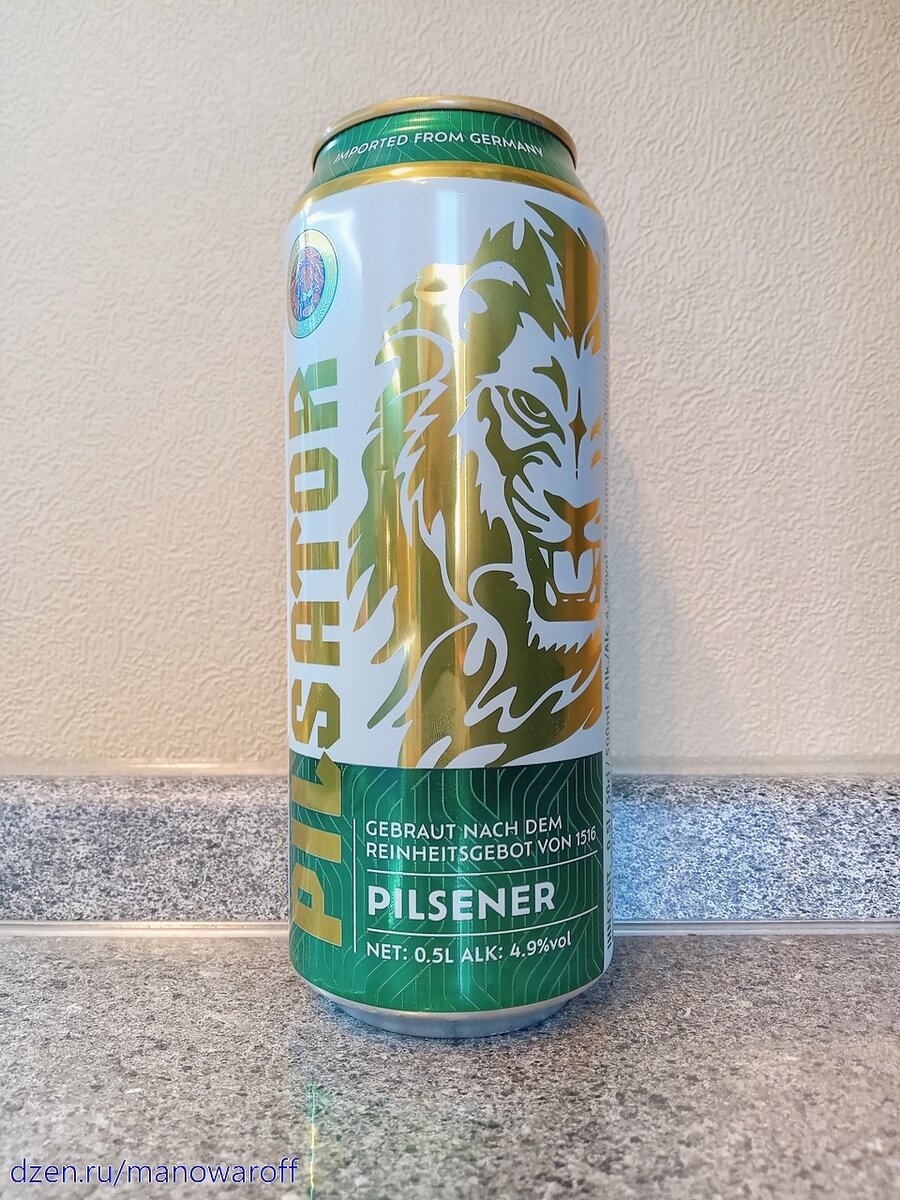 IMPORTED FROM GERMANY
PILSATOR
GEBRAUT NACH DEM
REINHEITSGEBOT VON 1516
PILSENER
NET: 0.5L ALK: 4.9%vol
dzen.ru/manowaroff